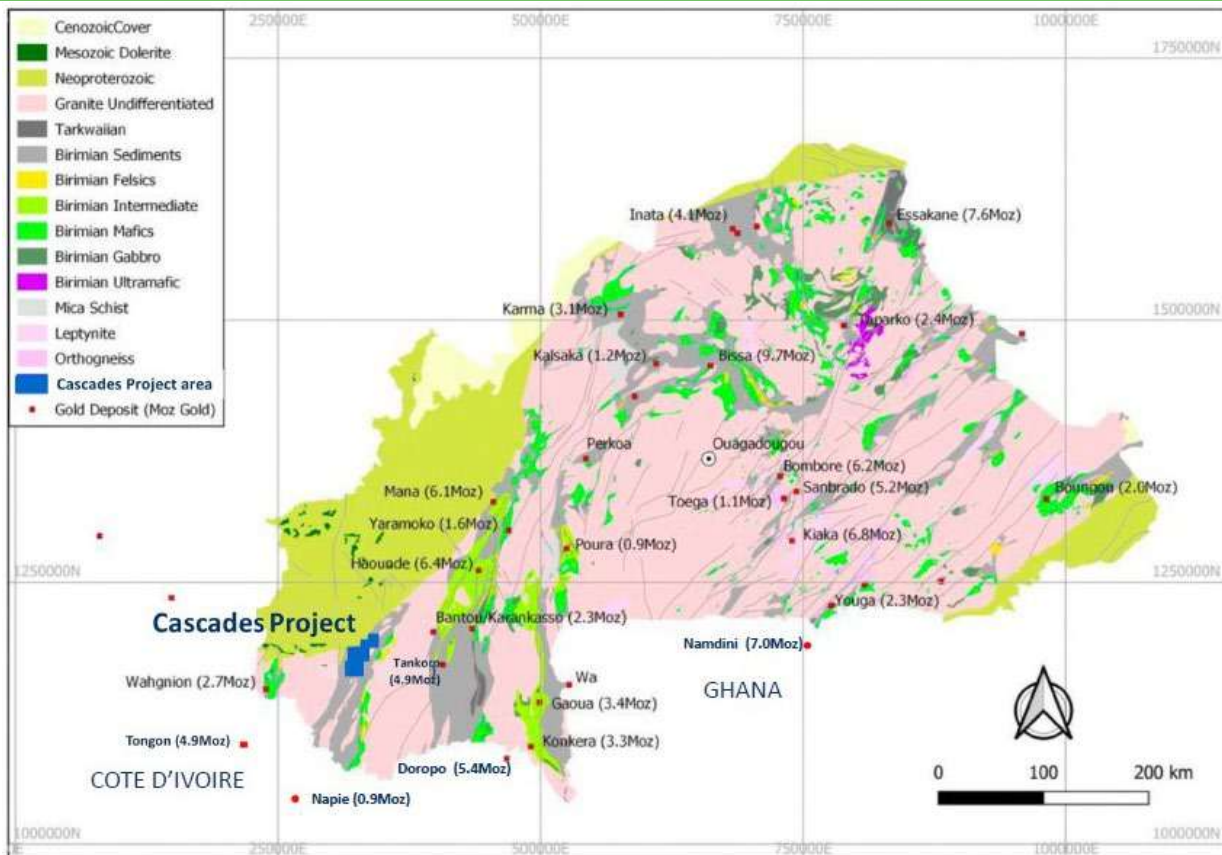 250000E
500000E
750000E
1000000E
CenozoicCover
Mesozoic Dolerite
Neoproterozoic
Granite Undifferentiated
Tarkwaiian
Birimian Sediments
Birimian Felsics
Birimian Intermediate
Birimian Mafics
Birimian Gabbro
Birimian Ultramafic
Mica Schist
Leptynite
Orthogneiss
Cascades Project area
Gold Deposit (Moz Gold)
1750000N
Inata (4.1Moz)
Essakane (7.6Moz)
Karma (3.1Moz)
1500000N
Taparko (2.4Moz)
Kalsaka (1.2Moz)
Bissa (9.7Moz)
Perkoa
Ouagadougou
Bombore (6.2Moz)
Mana (6.1Moz)
Sanbrado (5.2Moz)
Toega (1.1Moz)
Boungou (2.0Moz)
Yaramoko (1.6Moz)
Kiaka (6.8Moz)
Poura (0.9Moz)
Haounde (6.4Moz)
1250000N
1250000N
Youga (2.3Moz)
Cascades Project
Bantou/Karankasso (2.3Moz)
Namdini (7.0Moz)
Tankoro
(4.9Moz)
Wahgnion (2.7Moz)
Wa
GHANA
Gaoua (3.4Moz)
Tongon (4.9Moz)
Konkera (3.3Moz)
COTE D'IVOIRE
Doropo (5.4Moz)
0 100 200 km
Napie (0.9Moz)
1000000N
1000000N
250000E
500000E
750000E
1000000E